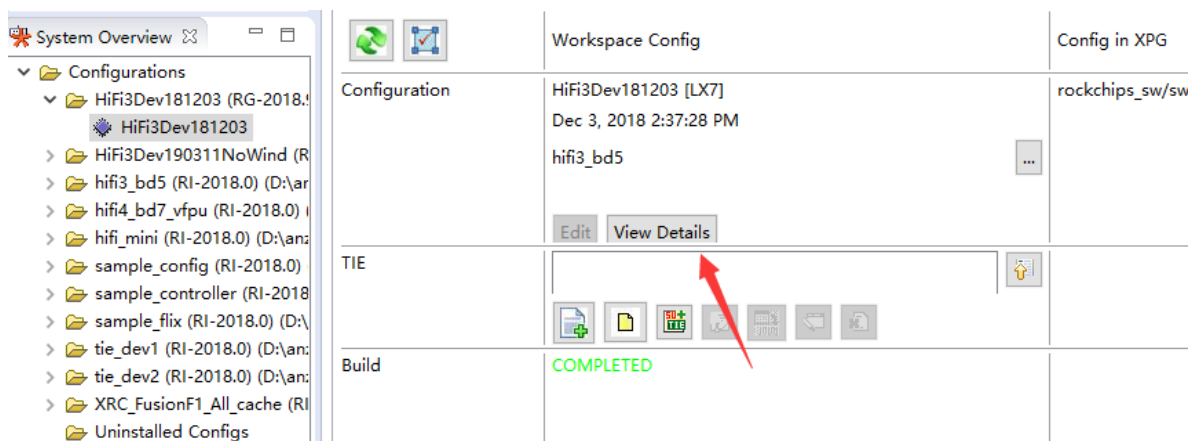 System Overview
Configurations
HiFi3Dev181203 (RG-2018.9
HiFi3Dev181203
HiFi3Dev190311NoWind (R
hifi3_bd5 (RI-2018.0) (D:\ar
hifi4_bd7_vfpu (RI-2018.0) (
hifi_mini (RI-2018.0) (D:\anz
sample_config (RI-2018.0)
sample_controller (RI-2018
sample_flix (RI-2018.0) (D:\
tie_dev1 (RI-2018.0) (D:\an
tie_dev2 (RI-2018.0) (D:\an
XRC_FusionF1_All_cache (RI
Uninstalled Configs
Workspace Config
Config in XPG
Configuration
HiFi3Dev181203 [LX7]
rockchips_sw/sw
Dec 3, 2018 2:37:28 PM
hifi3_bd5
...
Edit
View Details
TIE
Build
COMPLETED